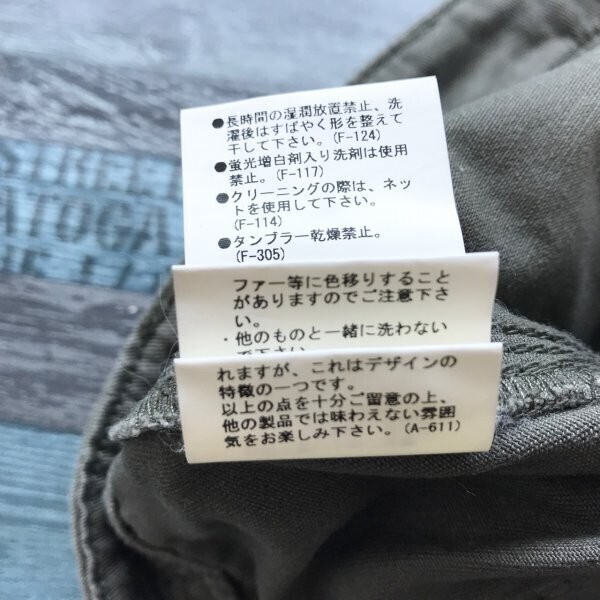 ●長時間の湿潤放置禁止、洗
濯後はすばやく形を整えて
干して下さい。(F-124)
●蛍光増白剤入り洗剤は使用
禁止。(F-117)
●クリーニングの際は、ネッ
トを使用して下さい。
(F-114)
●タンブラー乾燥禁止。
(F-305)
ファー等に色移りすること
がありますのでご注意下さ
い。
・他のものと一緒に洗わない
で下さい。
れますが、これはデザインの
特徴の一つです。
以上の点を十分ご留意の上、
他の製品では味わえない雰囲
気をお楽しみ下さい。(A-611)